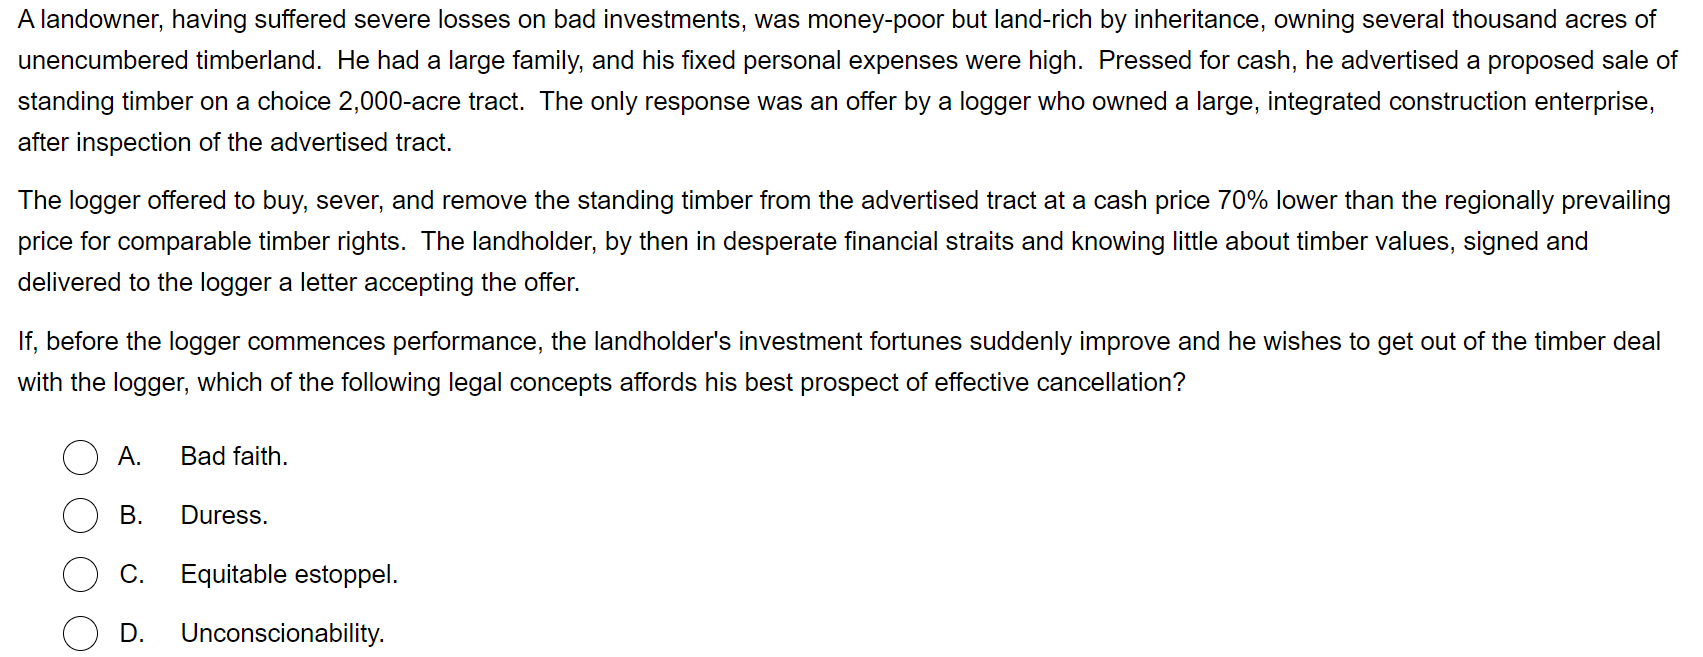 A landowner, having suffered severe losses on bad investments, was money-poor but land-rich by inheritance, owning several thousand acres of
unencumbered timberland.  He had a large family, and his fixed personal expenses were high.  Pressed for cash, he advertised a proposed sale of
standing timber on a choice 2,000-acre tract.  The only response was an offer by a logger who owned a large, integrated construction enterprise,
after inspection of the advertised tract.
The logger offered to buy, sever, and remove the standing timber from the advertised tract at a cash price 70% lower than the regionally prevailing
price for comparable timber rights.  The landholder, by then in desperate financial straits and knowing little about timber values, signed and
delivered to the logger a letter accepting the offer.
If, before the logger commences performance, the landholder's investment fortunes suddenly improve and he wishes to get out of the timber deal
with the logger, which of the following legal concepts affords his best prospect of effective cancellation?
A. Bad faith.
B. Duress.
C. Equitable estoppel.
D. Unconscionability.